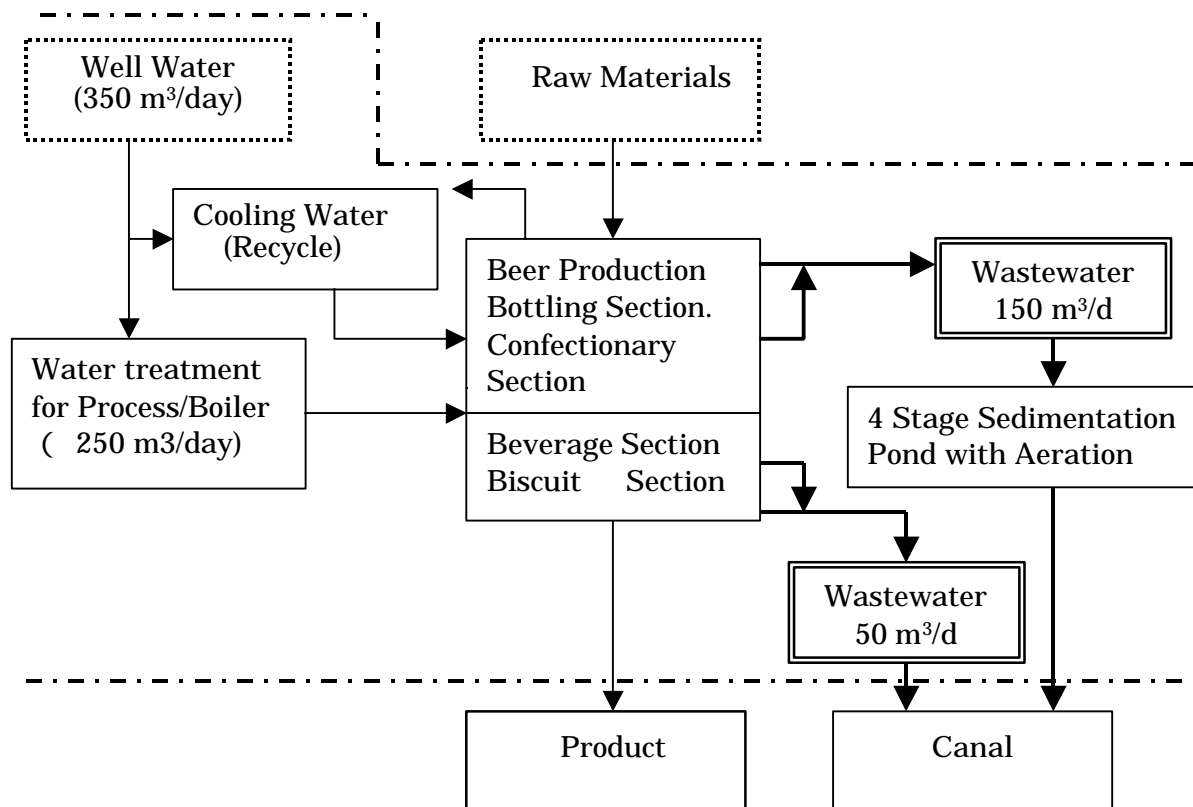 Well Water
(350 m³/day)
Raw Materials
Cooling Water
(Recycle)
Beer Production
Bottling Section.
Confectionary
Section
Wastewater
150 m³/d
Water treatment
for Process/Boiler
( 250 m3/day)
4 Stage Sedimentation
Pond with Aeration
Beverage Section
Biscuit Section
Wastewater
50 m³/d
Product
Canal